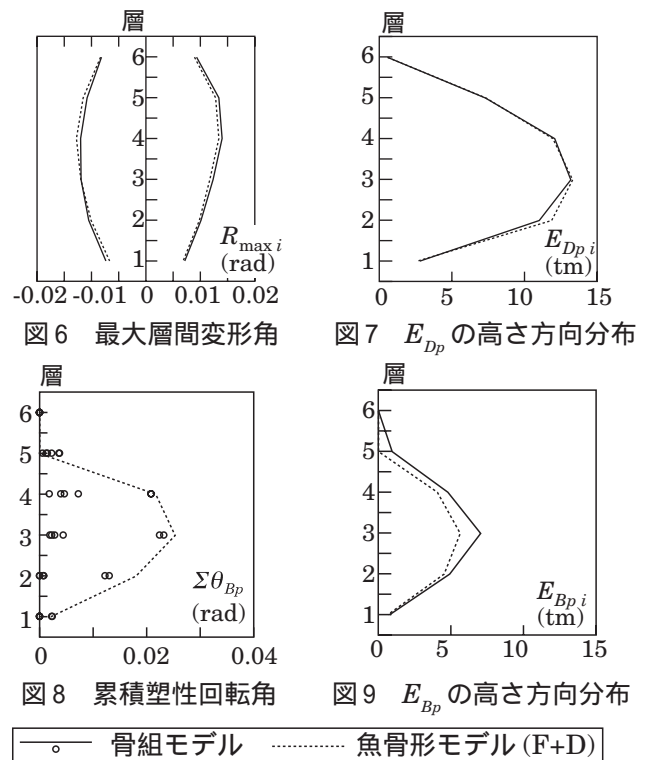 層
6
5
4
3
2
1
R_max i
(rad)
-0.02 -0.01 0 0.01 0.02
図6 最大層間変形角
層
6
5
4
3
2
1
E_Dp i
(tm)
0 5 10 15
図7 E_Dp の高さ方向分布
層
6
5
4
3
2
1
Σθ_Bp
(rad)
0 0.02 0.04
図8 累積塑性回転角
層
6
5
4
3
2
1
E_Bp i
(tm)
0 5 10 15
図9 E_Bp の高さ方向分布
骨組モデル 魚骨形モデル (F+D)